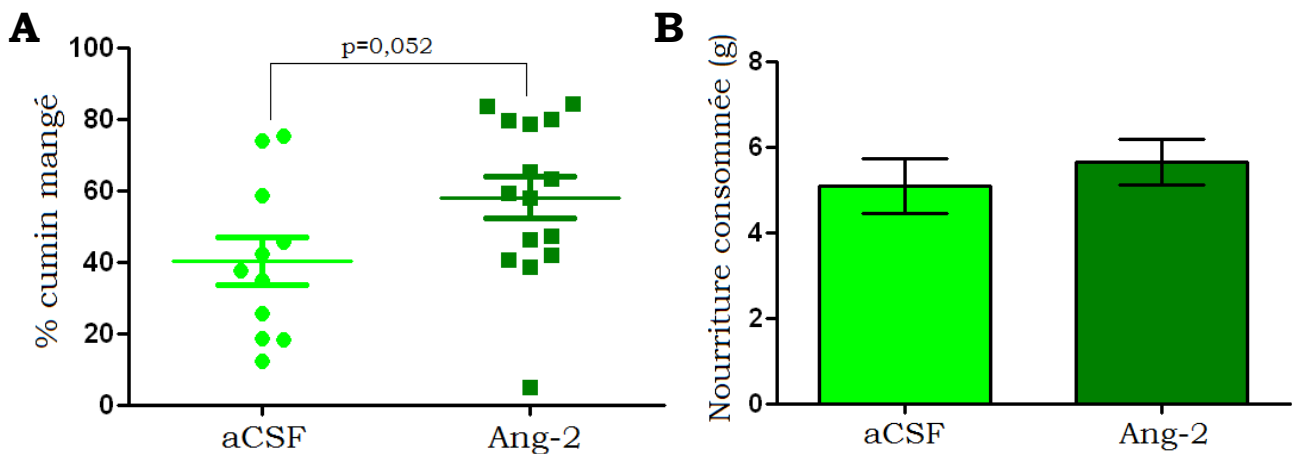 A
% cumin mangé
100
80
60
40
20
0
p=0,052
aCSF
Ang-2
B
Nourriture consommée (g)
8
6
4
2
0
aCSF
Ang-2